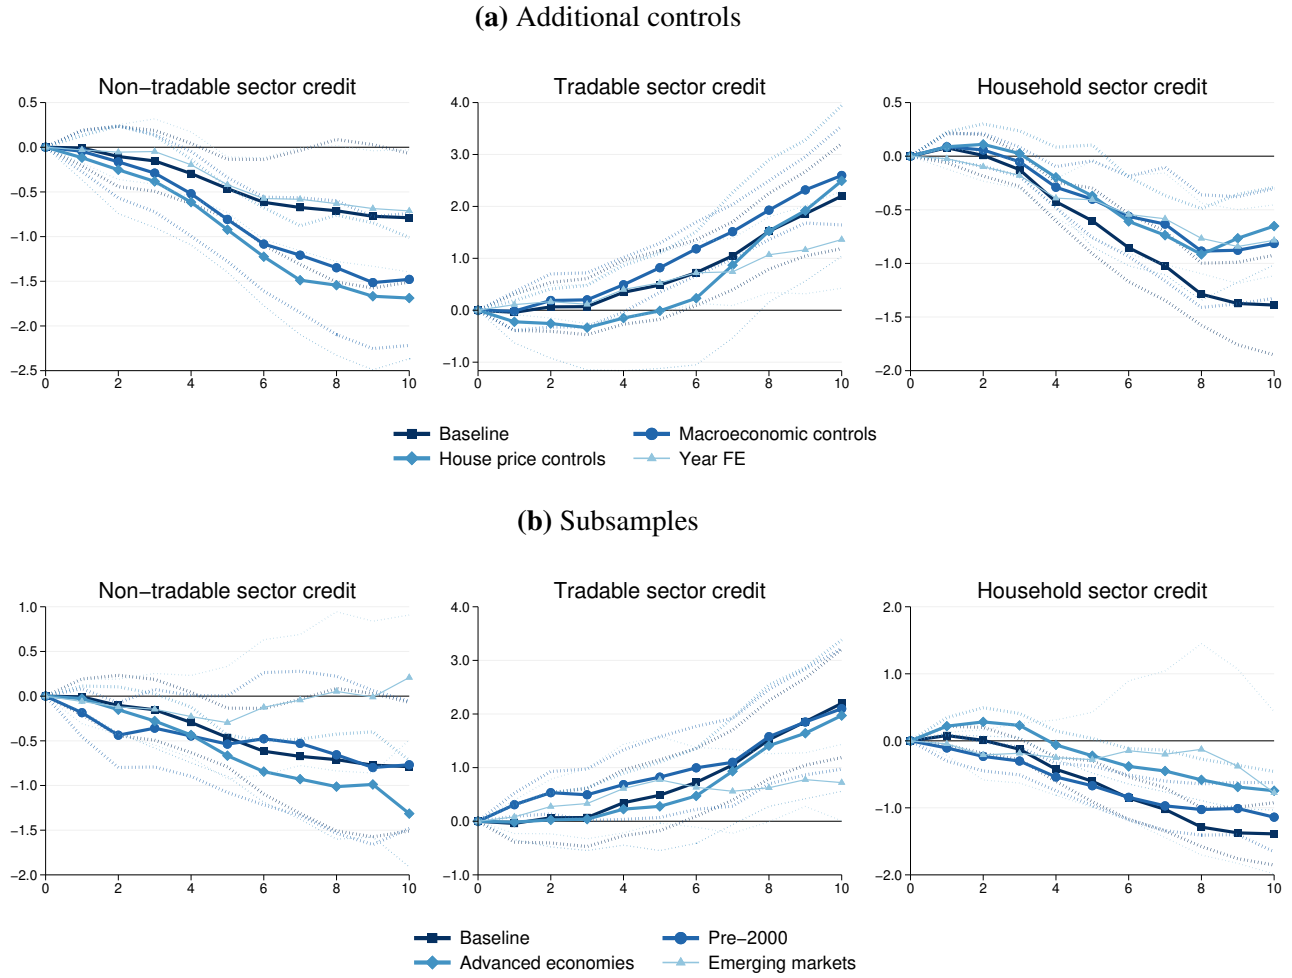 (a) Additional controls
Non−tradable sector credit
Tradable sector credit
Household sector credit
0.5
0.0
−0.5
−1.0
−1.5
−2.0
−2.5
0 2 4 6 8 10
4.0
3.0
2.0
1.0
0.0
−1.0
0 2 4 6 8 10
0.5
0.0
−0.5
−1.0
−1.5
−2.0
0 2 4 6 8 10
Baseline
Macroeconomic controls
House price controls
Year FE
(b) Subsamples
Non−tradable sector credit
Tradable sector credit
Household sector credit
1.0
0.5
0.0
−0.5
−1.0
−1.5
−2.0
0 2 4 6 8 10
4.0
3.0
2.0
1.0
0.0
−1.0
0 2 4 6 8 10
2.0
1.0
0.0
−1.0
−2.0
0 2 4 6 8 10
Baseline
Pre−2000
Advanced economies
Emerging markets